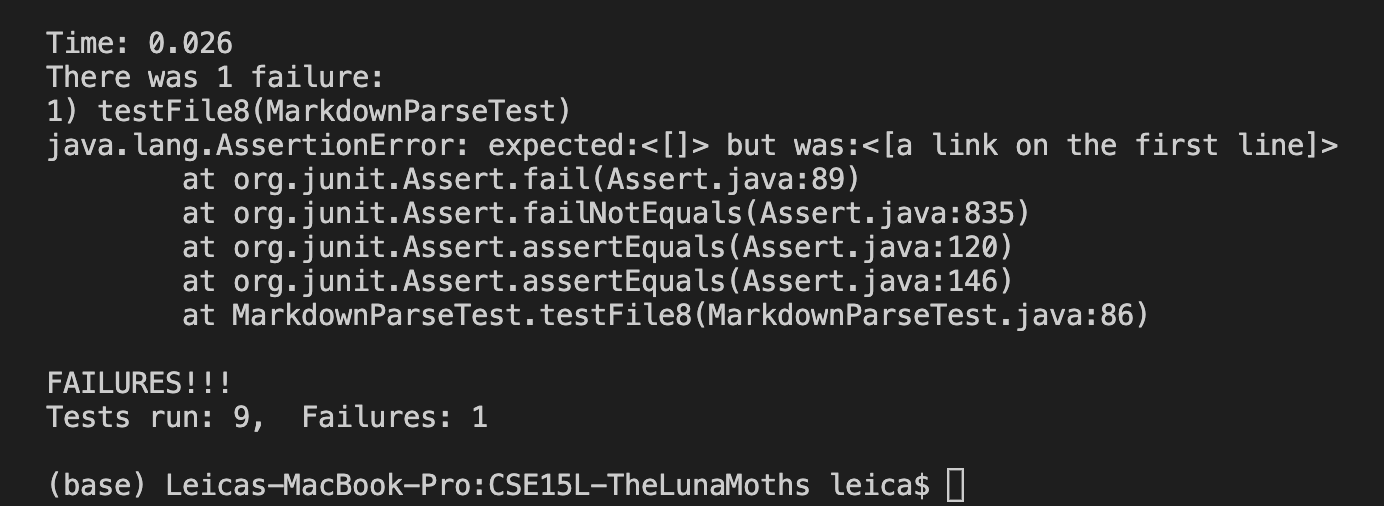 Time: 0.026
There was 1 failure:
1) testFile8(MarkdownParseTest)
java.lang.AssertionError: expected:<[]> but was:<[a link on the first line]>
        at org.junit.Assert.fail(Assert.java:89)
        at org.junit.Assert.failNotEquals(Assert.java:835)
        at org.junit.Assert.assertEquals(Assert.java:120)
        at org.junit.Assert.assertEquals(Assert.java:146)
        at MarkdownParseTest.testFile8(MarkdownParseTest.java:86)
FAILURES!!!
Tests run: 9,  Failures: 1
(base) Leicas-MacBook-Pro:CSE15L-TheLunaMoths leica$